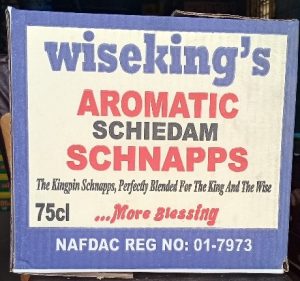 wiseking's
AROMATIC
SCHIEDAM
SCHNAPPS
The Kingpin Schnapps, Perfectly Blended For The King And The Wise
75cl ...More Blessing
NAFDAC REG NO: 01-7973